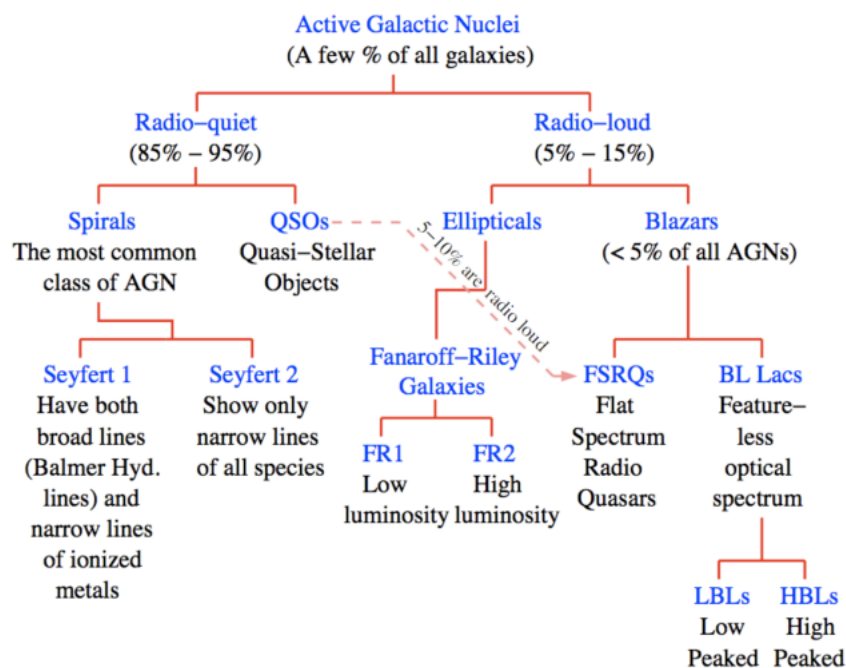 Active Galactic Nuclei
(A few % of all galaxies)
Radio–quiet
(85% – 95%)
Radio–loud
(5% – 15%)
Spirals
The most common
class of AGN
QSOs
Quasi–Stellar
Objects
5–10% are radio loud
Ellipticals
Blazars
(< 5% of all AGNs)
Seyfert 1
Have both
broad lines
(Balmer Hyd.
lines) and
narrow lines
of ionized
metals
Seyfert 2
Show only
narrow lines
of all species
Fanaroff–Riley
Galaxies
FR1
Low
luminosity
FR2
High
luminosity
FSRQs
Flat
Spectrum
Radio
Quasars
BL Lacs
Feature–
less
optical
spectrum
LBLs
Low
Peaked
HBLs
High
Peaked